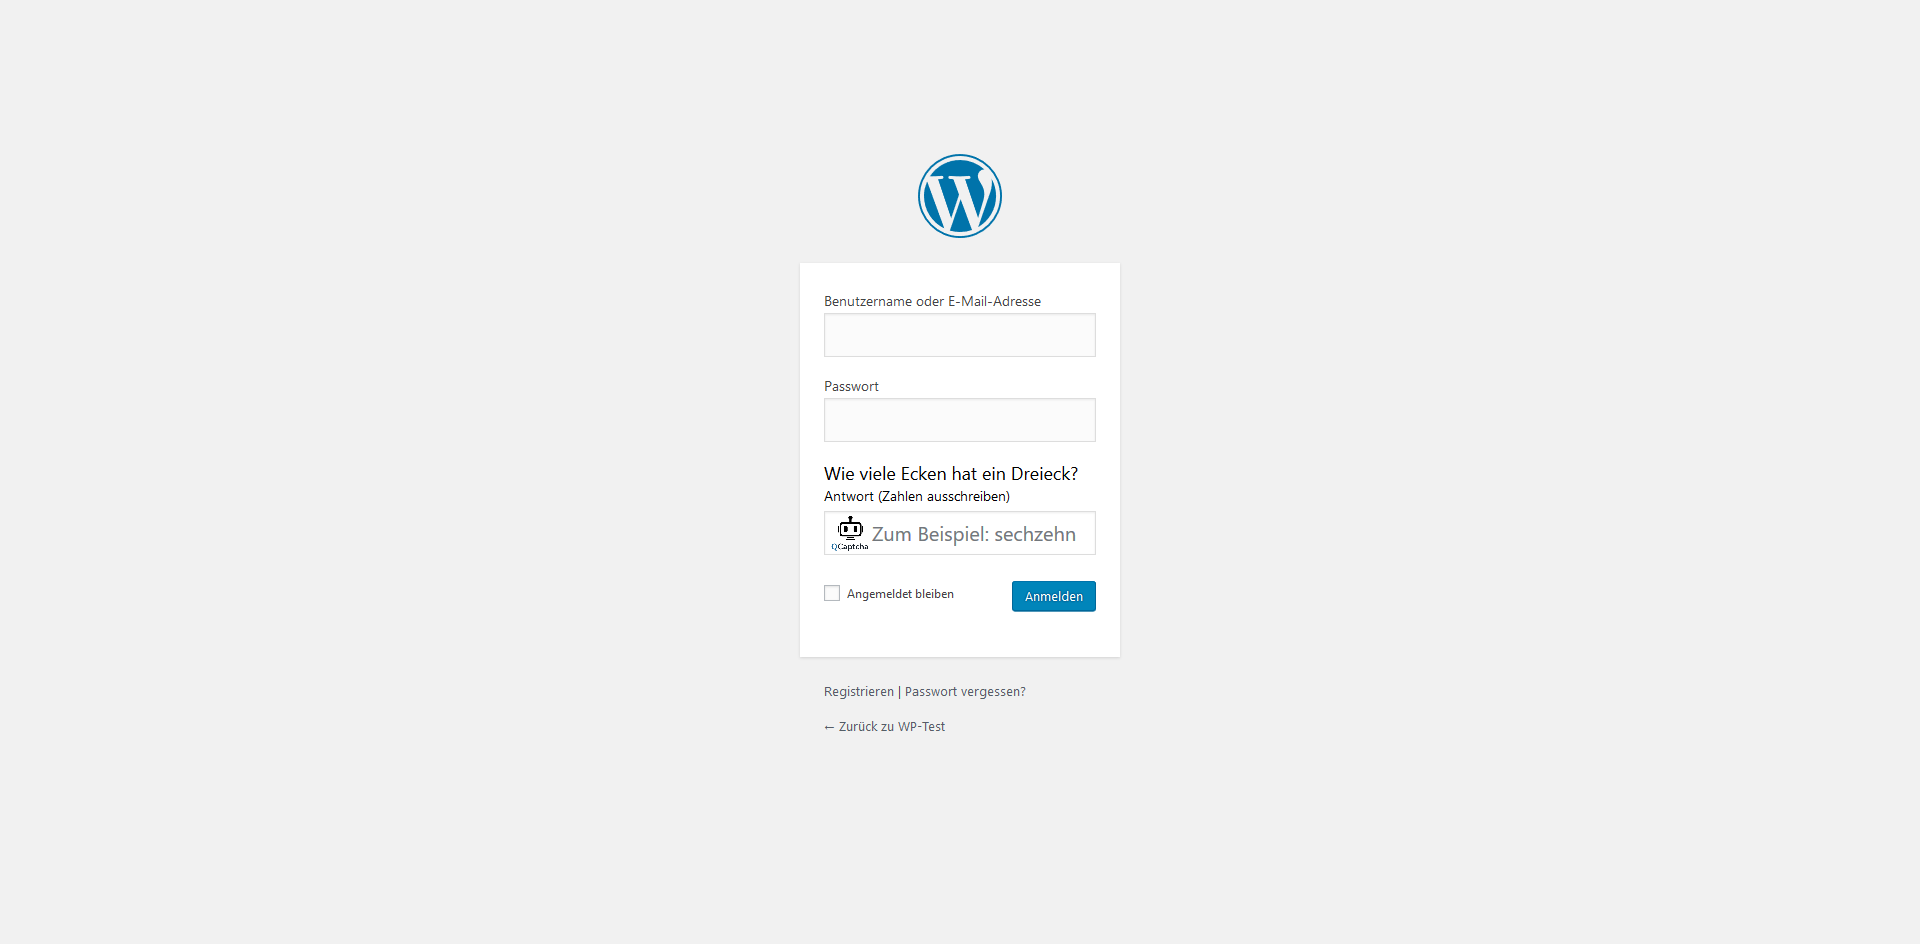 Benutzername oder E-Mail-Adresse
Passwort
Wie viele Ecken hat ein Dreieck?
Antwort (Zahlen ausschreiben)
QCaptcha
Zum Beispiel: sechzehn
Angemeldet bleiben
Anmelden
Registrieren | Passwort vergessen?
← Zurück zu WP-Test